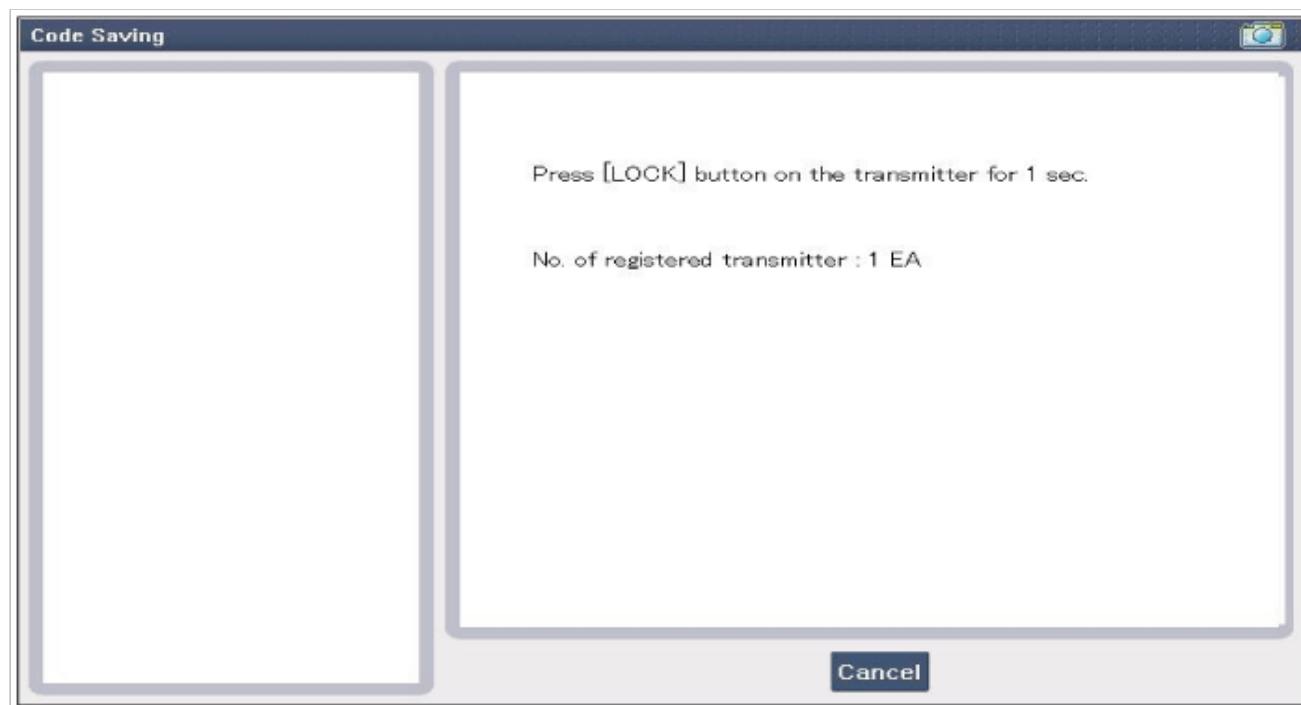 Code Saving
Press [LOCK] button on the transmitter for 1 sec.
No. of registered transmitter : 1 EA
Cancel